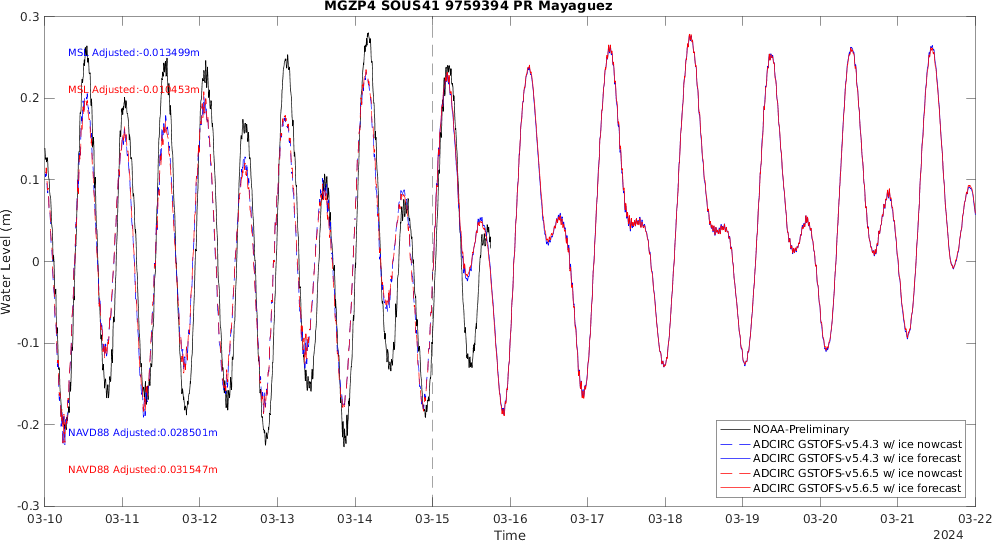 MGZP4 SOUS41 9759394 PR Mayaguez
0.3
0.2
0.1
0
-0.1
-0.2
-0.3
Water Level (m)
MSL Adjusted:-0.013499m
MSL Adjusted:-0.010453m
NAVD88 Adjusted:0.028501m
NAVD88 Adjusted:0.031547m
NOAA-Preliminary
ADCIRC GSTOFS-v5.4.3 w/ ice nowcast
ADCIRC GSTOFS-v5.4.3 w/ ice forecast
ADCIRC GSTOFS-v5.6.5 w/ ice nowcast
ADCIRC GSTOFS-v5.6.5 w/ ice forecast
03-10 03-11 03-12 03-13 03-14 03-15 03-16 03-17 03-18 03-19 03-20 03-21 03-22
Time
2024